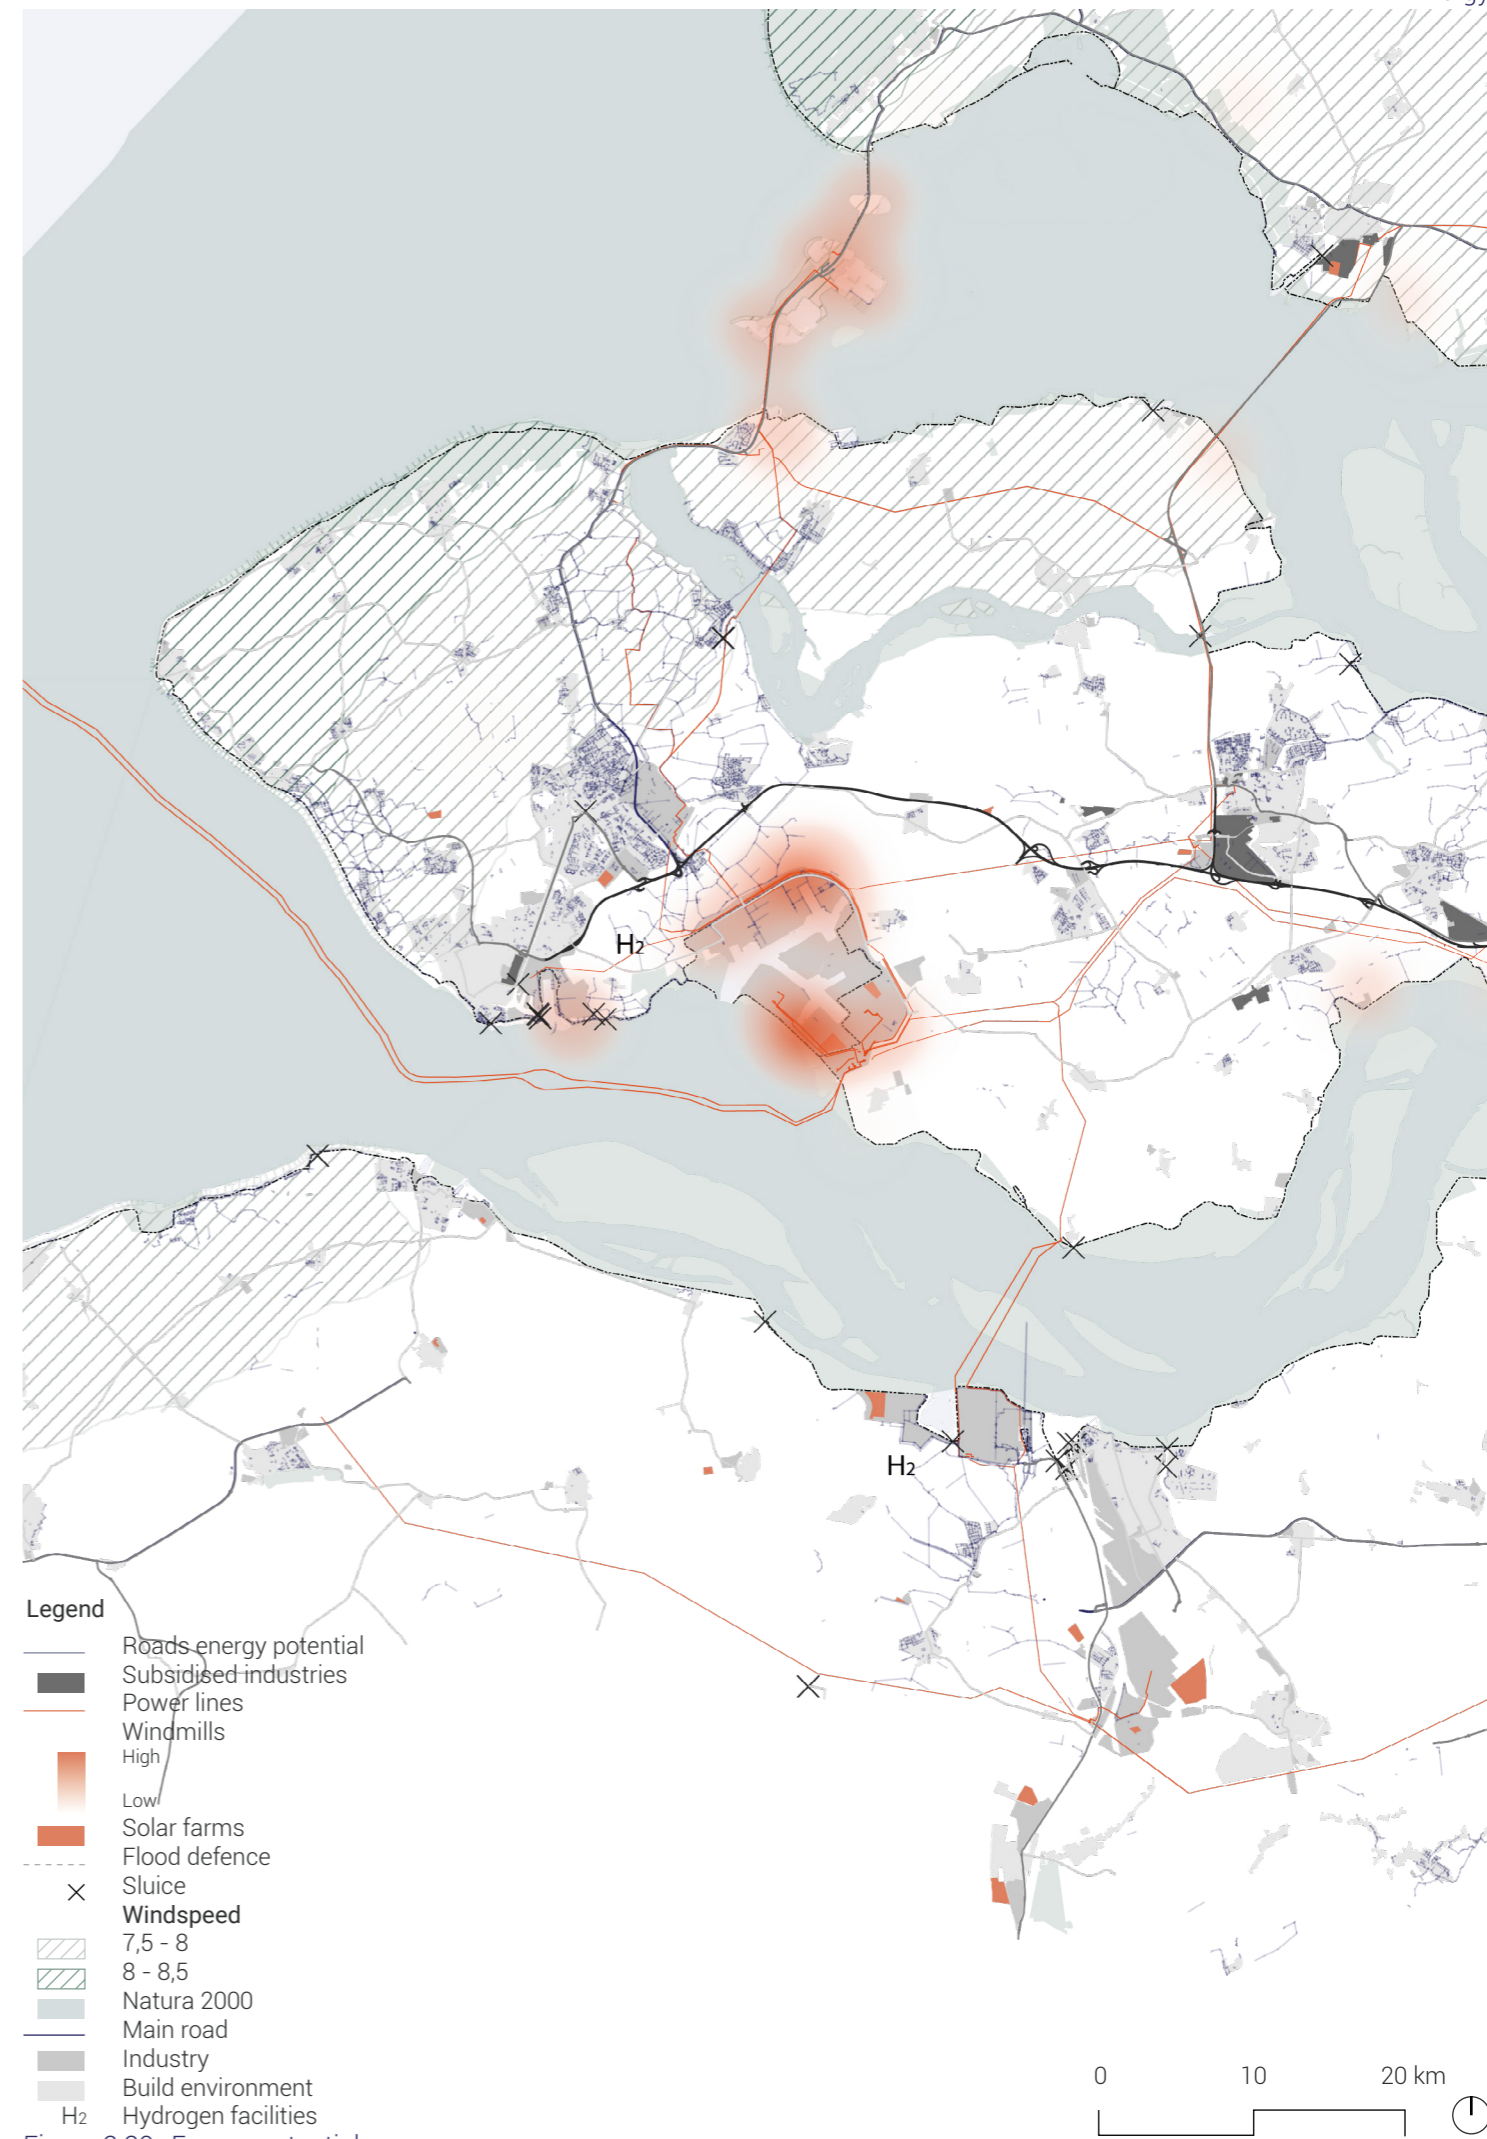 H2
H2
Legend
Roads energy potential
Subsidised industries
Power lines
Windmills
High
Low
Solar farms
Flood defence
Sluice
Windspeed
7,5 - 8
8 - 8,5
Natura 2000
Main road
Industry
Build environment
H2 Hydrogen facilities
0 10 20 km